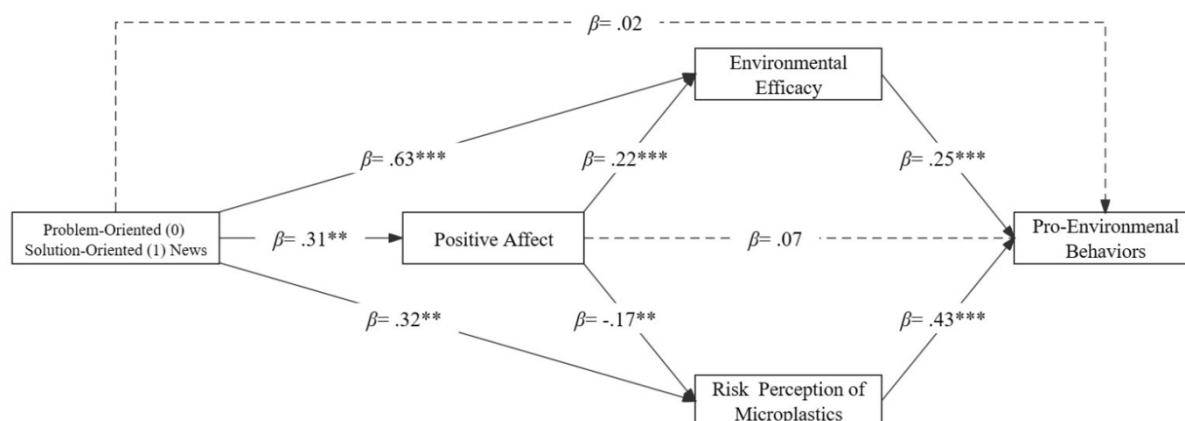 β= .02
Environmental
Efficacy
β= .63***
β= .22***
β= .25***
Problem-Oriented (0)
Solution-Oriented (1) News
β= .31**
Positive Affect
β= .07
Pro-Environmenal
Behaviors
β= .32**
β= -.17**
β= .43***
Risk Perception of
Microplastics